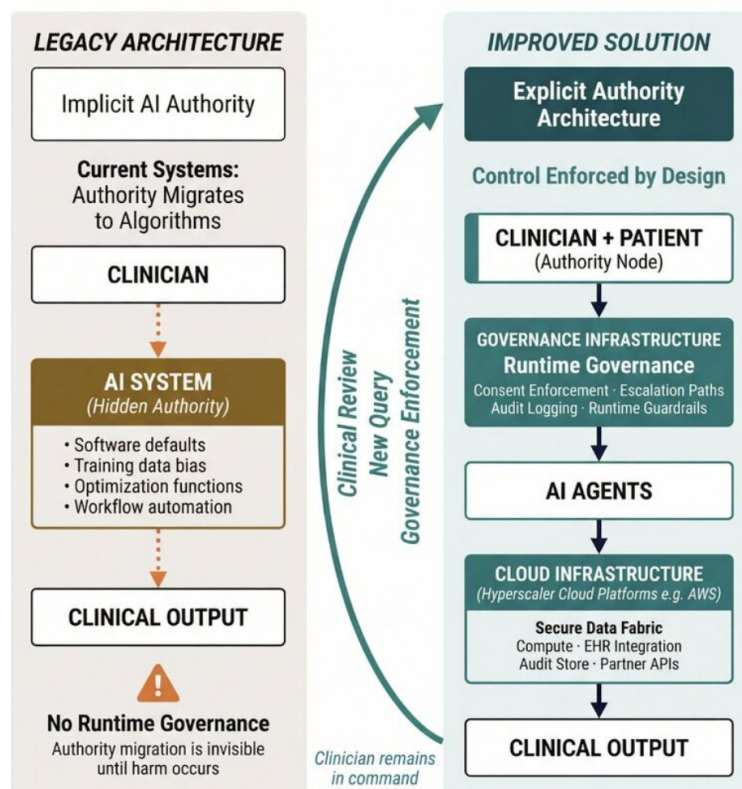 LEGACY ARCHITECTURE
Implicit AI Authority
Current Systems:
Authority Migrates
to Algorithms
CLINICIAN
AI SYSTEM
(Hidden Authority)
• Software defaults
• Training data bias
• Optimization functions
• Workflow automation
CLINICAL OUTPUT
!
No Runtime Governance
Authority migration is invisible
until harm occurs
Clinical Review
New Query
Governance Enforcement
Clinician remains
in command
IMPROVED SOLUTION
Explicit Authority
Architecture
Control Enforced by Design
CLINICIAN + PATIENT
(Authority Node)
GOVERNANCE INFRASTRUCTURE
Runtime Governance
Consent Enforcement · Escalation Paths
Audit Logging · Runtime Guardrails
AI AGENTS
CLOUD INFRASTRUCTURE
(Hyperscaler Cloud Platforms e.g. AWS)
Secure Data Fabric
Compute · EHR Integration
Audit Store · Partner APIs
CLINICAL OUTPUT